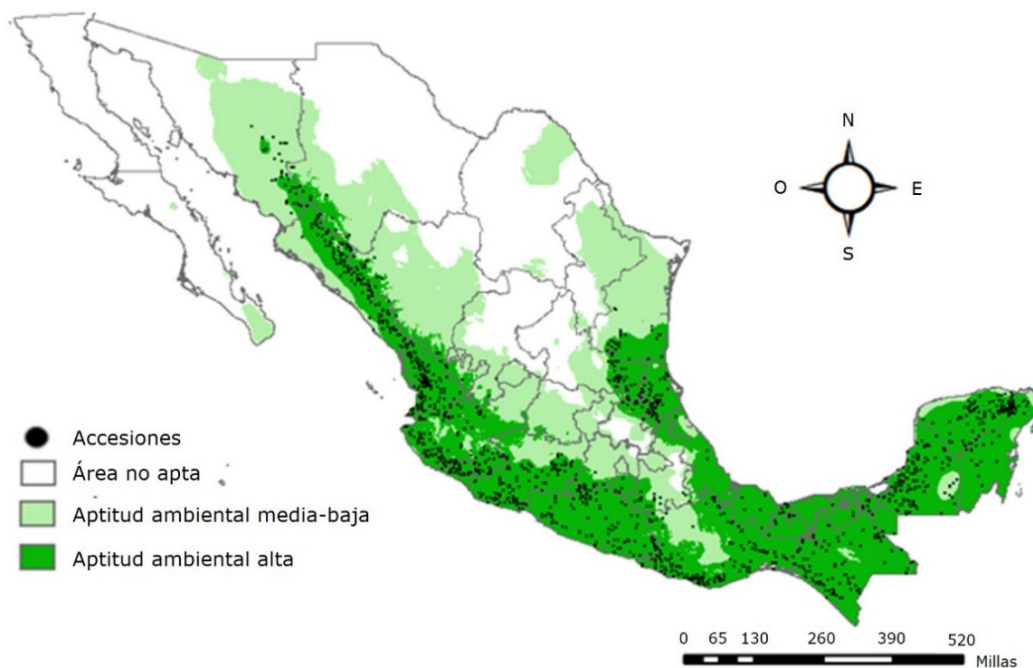 N
O
E
S
Accesiones
Área no apta
Aptitud ambiental media-baja
Aptitud ambiental alta
0 65 130 260 390 520
Millas